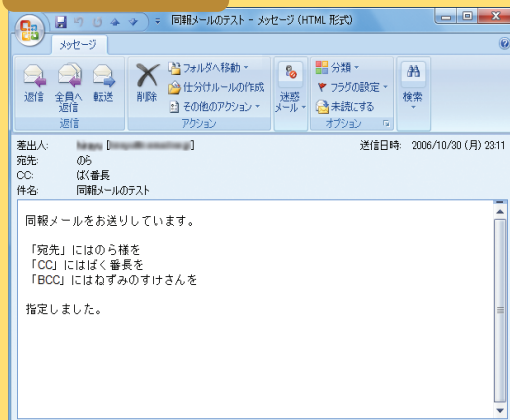 同報メールのテスト - メッセージ (HTML 形式)
メッセージ
返信
全員へ
返信
転送
返信
削除
フォルダへ移動
仕分けルールの作成
その他のアクション
アクション
迷惑
メール
分類
フラグの設定
未読にする
オプション
検索
差出人:
送信日時: 2006/10/30 (月) 23:11
宛先: のら
CC: ばく番長
件名: 同報メールのテスト
同報メールをお送りしています。
「宛先」にはのら様を
「CC」にはばく番長を
「BCC」にはねずみのすけさんを
指定しました。